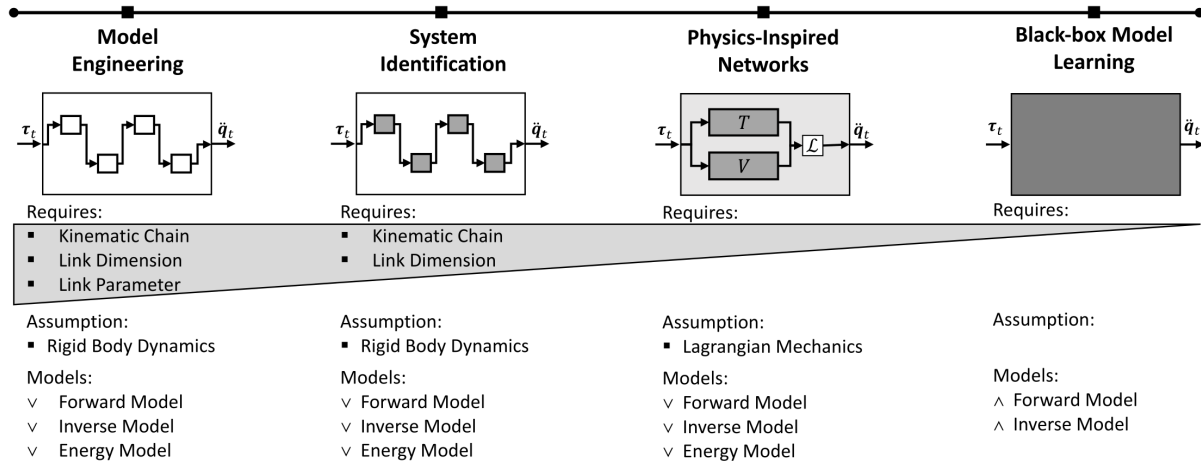 Model
Engineering
System
Identification
Physics-Inspired
Networks
Black-box Model
Learning
τt q̈t
τt q̈t
τt T V ℒ q̈t
τt q̈t
Requires:
▪ Kinematic Chain
▪ Link Dimension
▪ Link Parameter
Requires:
▪ Kinematic Chain
▪ Link Dimension
Requires:
Requires:
Assumption:
▪ Rigid Body Dynamics
Assumption:
▪ Rigid Body Dynamics
Assumption:
▪ Lagrangian Mechanics
Assumption:
Models:
∨ Forward Model
∨ Inverse Model
∨ Energy Model
Models:
∨ Forward Model
∨ Inverse Model
∨ Energy Model
Models:
∨ Forward Model
∨ Inverse Model
∨ Energy Model
Models:
∧ Forward Model
∧ Inverse Model